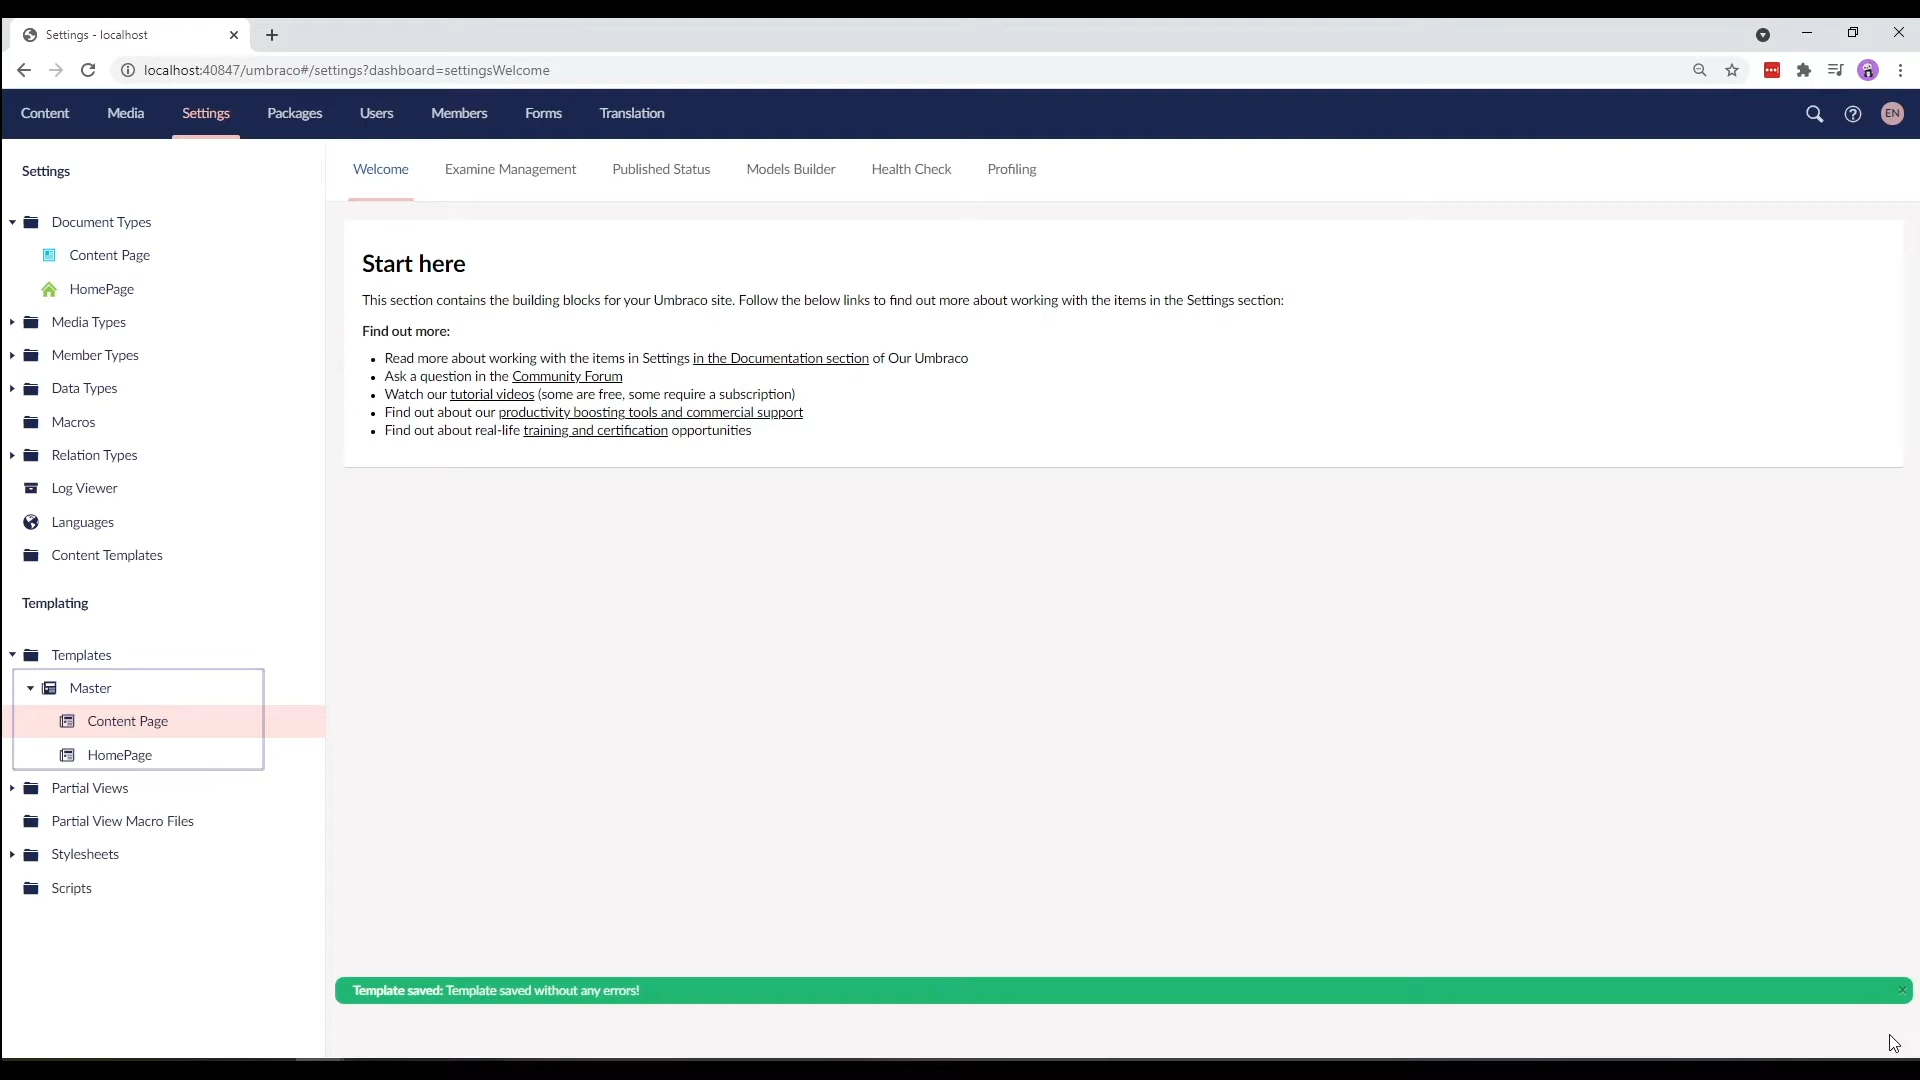 Settings - localhost
localhost:40847/umbraco#/settings?dashboard=settingsWelcome
Content Media Settings Packages Users Members Forms Translation EN
Settings
Welcome Examine Management Published Status Models Builder Health Check Profiling
Document Types
Content Page
HomePage
Media Types
Member Types
Data Types
Macros
Relation Types
Log Viewer
Languages
Content Templates
Templating
Templates
Master
Content Page
HomePage
Partial Views
Partial View Macro Files
Stylesheets
Scripts
Start here
This section contains the building blocks for your Umbraco site. Follow the below links to find out more about working with the items in the Settings section:
Find out more:
Read more about working with the items in Settings in the Documentation section of Our Umbraco
Ask a question in the Community Forum
Watch our tutorial videos (some are free, some require a subscription)
Find out about our productivity boosting tools and commercial support
Find out about real-life training and certification opportunities
Template saved: Template saved without any errors!